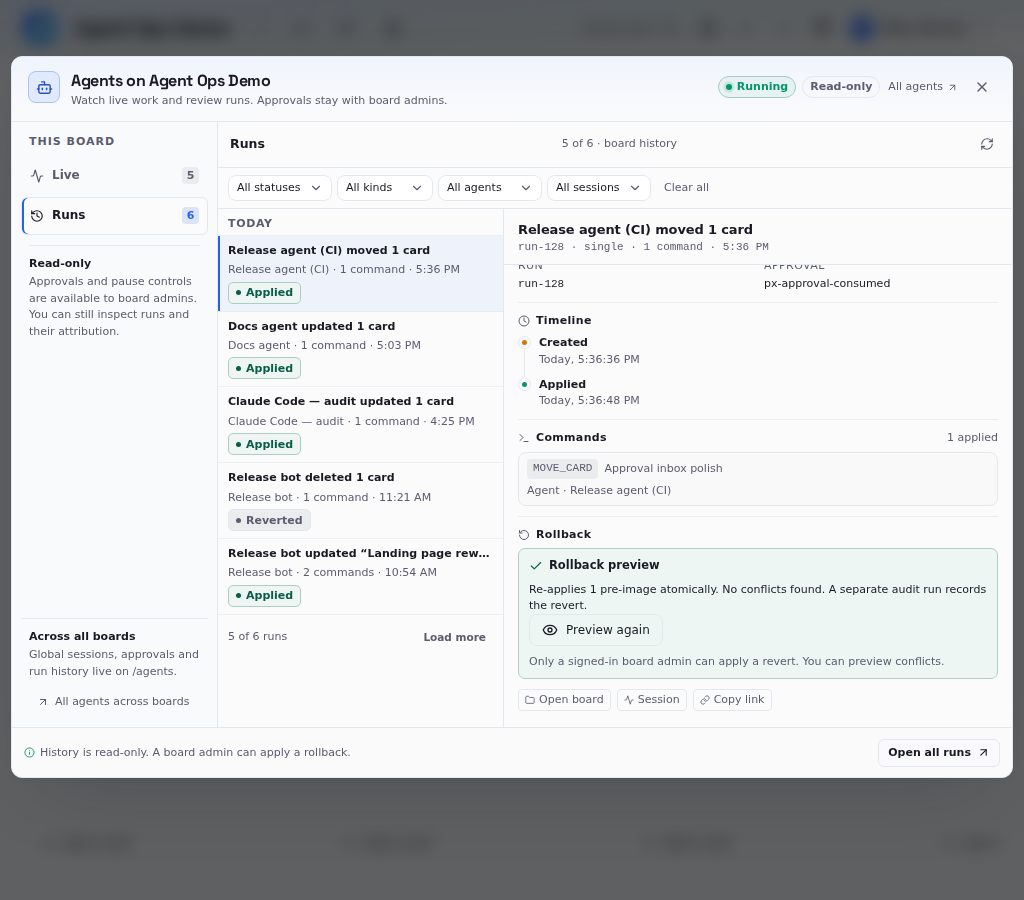 Agents on Agent Ops Demo
Watch live work and review runs. Approvals stay with board admins.
Running
Read-only
All agents
THIS BOARD
Live
5
Runs
6
Read-only
Approvals and pause controls
are available to board admins.
You can still inspect runs and
their attribution.
Across all boards
Global sessions, approvals and
run history live on /agents.
All agents across boards
Runs
5 of 6 · board history
All statuses
All kinds
All agents
All sessions
Clear all
TODAY
Release agent (CI) moved 1 card
Release agent (CI) · 1 command · 5:36 PM
Applied
Docs agent updated 1 card
Docs agent · 1 command · 5:03 PM
Applied
Claude Code — audit updated 1 card
Claude Code — audit · 1 command · 4:25 PM
Applied
Release bot deleted 1 card
Release bot · 1 command · 11:21 AM
Reverted
Release bot updated “Landing page rew…
Release bot · 2 commands · 10:54 AM
Applied
5 of 6 runs
Load more
Release agent (CI) moved 1 card
run-128 · single · 1 command · 5:36 PM
RUN
APPROVAL
run-128
px-approval-consumed
Timeline
Created
Today, 5:36:36 PM
Applied
Today, 5:36:48 PM
Commands
1 applied
MOVE_CARD Approval inbox polish
Agent · Release agent (CI)
Rollback
Rollback preview
Re-applies 1 pre-image atomically. No conflicts found. A separate audit run records
the revert.
Preview again
Only a signed-in board admin can apply a revert. You can preview conflicts.
Open board
Session
Copy link
History is read-only. A board admin can apply a rollback.
Open all runs